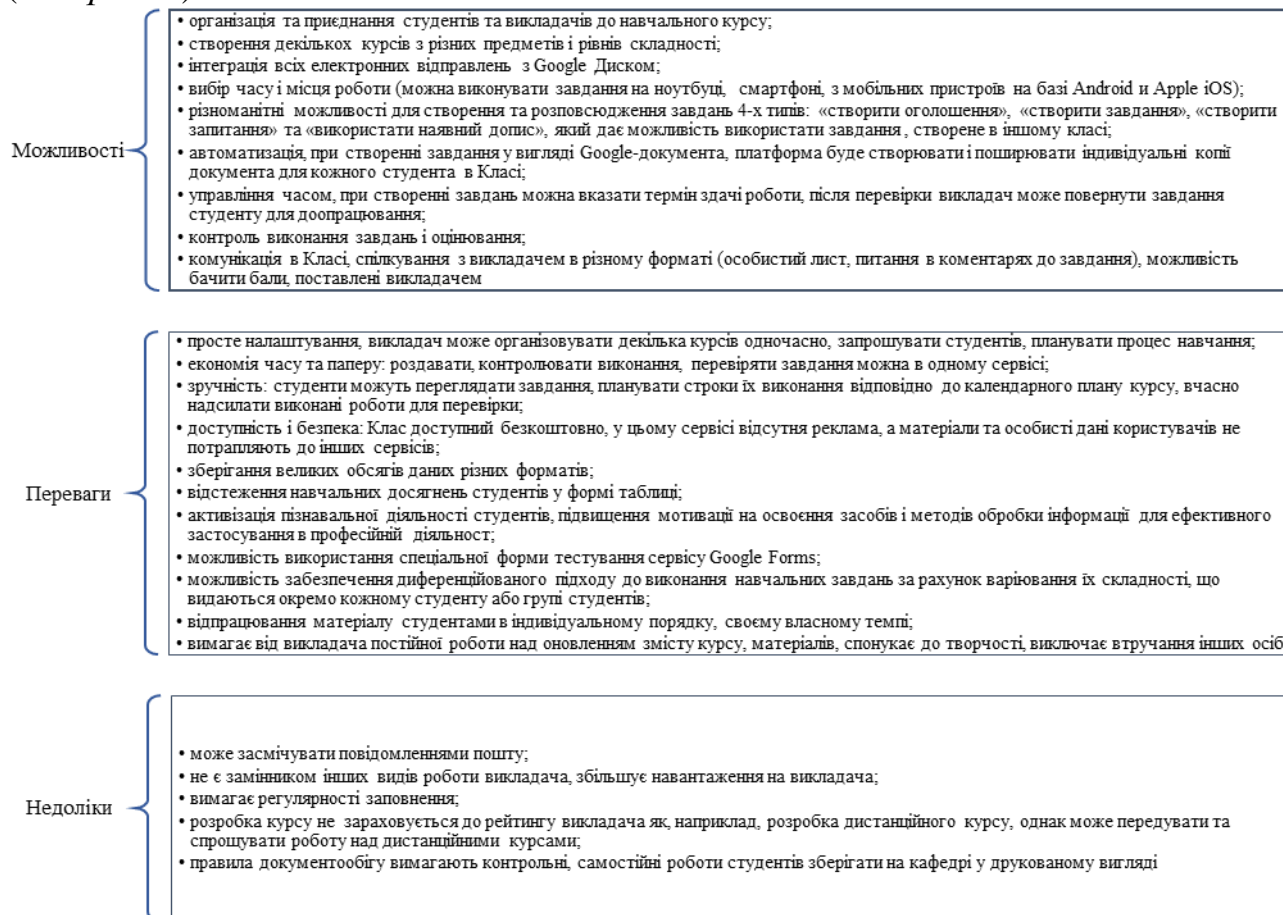 Можливості
• організація та приєднання студентів та викладачів до навчального курсу;
• створення декількох курсів з різних предметів і рівнів складності;
• інтеграція всіх електронних відправлень з Google Диском;
• вибір часу і місця роботи (можна виконувати завдання на ноутбуці, смартфоні, з мобільних пристроїв на базі Android и Apple iOS);
• різноманітні можливості для створення та розповсюдження завдань 4-х типів: «створити оголошення», «створити завдання», «створити
запитання» та «використати наявний допис», який дає можливість використати завдання , створене в іншому класі;
• автоматизація, при створенні завдання у вигляді Google-документа, платформа буде створювати і поширювати індивідуальні копії
документа для кожного студента в Класі;
• управління часом, при створенні завдань можна вказати термін здачі роботи, після перевірки викладач може повернути завдання
студенту для доопрацювання;
• контроль виконання завдань і оцінювання;
• комунікація в Класі, спілкування з викладачем в різному форматі (особистий лист, питання в коментарях до завдання), можливість
бачити бали, поставлені викладачем
Переваги
• просте налаштування, викладач може організовувати декілька курсів одночасно, запрошувати студентів, планувати процес навчання;
• економія часу та паперу: роздавати, контролювати виконання, перевіряти завдання можна в одному сервісі;
• зручність: студенти можуть переглядати завдання, планувати строки їх виконання відповідно до календарного плану курсу, вчасно
надсилати виконані роботи для перевірки;
• доступність і безпека: Клас доступний безкоштовно, у цьому сервісі відсутня реклама, а матеріали та особисті дані користувачів не
потрапляють до інших сервісів;
• зберігання великих обсягів даних різних форматів;
• відстеження навчальних досягнень студентів у формі таблиці;
• активізація пізнавальної діяльності студентів, підвищення мотивації на освоєння засобів і методів обробки інформації для ефективного
застосування в професійній діяльност;
• можливість використання спеціальної форми тестування сервісу Google Forms;
• можливість забезпечення диференційованого підходу до виконання навчальних завдань за рахунок варіювання їх складності, що
видаються окремо кожному студенту або групі студентів;
• відпрацювання матеріалу студентами в індивідуальному порядку, своєму власному темпі;
• вимагає від викладача постійної роботи над оновленням змісту курсу, матеріалів, спонукає до творчості, виключає втручання інших осіб
Недоліки
• може засмічувати повідомленнями пошту;
• не є замінником інших видів роботи викладача, збільшує навантаження на викладача;
• вимагає регулярності заповнення;
• розробка курсу не зараховується до рейтингу викладача як, наприклад, розробка дистанційного курсу, однак може передувати та
спрощувати роботу над дистанційними курсами;
• правила документообігу вимагають контрольні, самостійні роботи студентів зберігати на кафедрі у друкованому вигляді